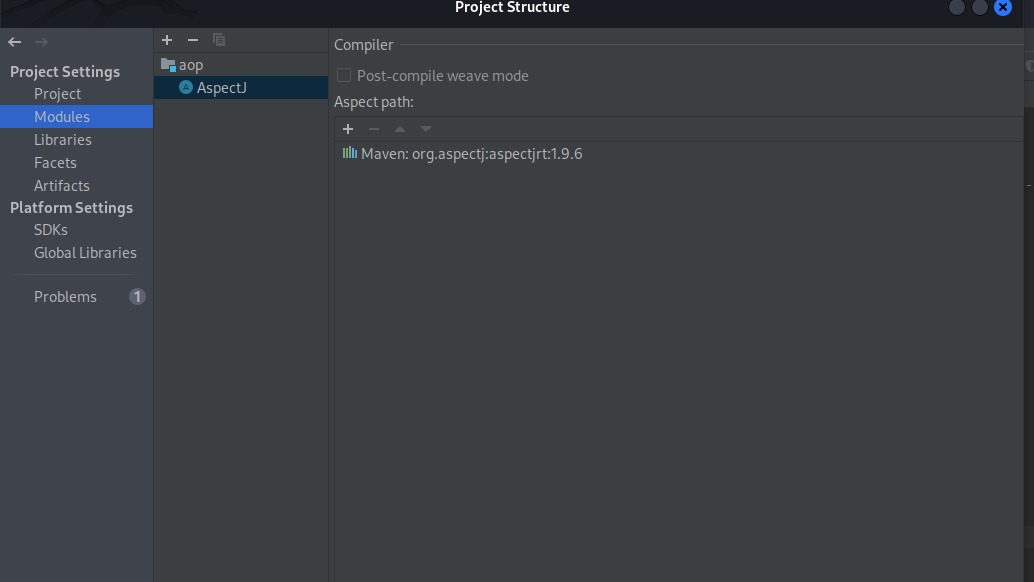 Project Structure
Project Settings
Project
Modules
Libraries
Facets
Artifacts
Platform Settings
SDKs
Global Libraries
Problems 1
aop
AspectJ
Compiler
Post-compile weave mode
Aspect path:
Maven: org.aspectj:aspectjrt:1.9.6